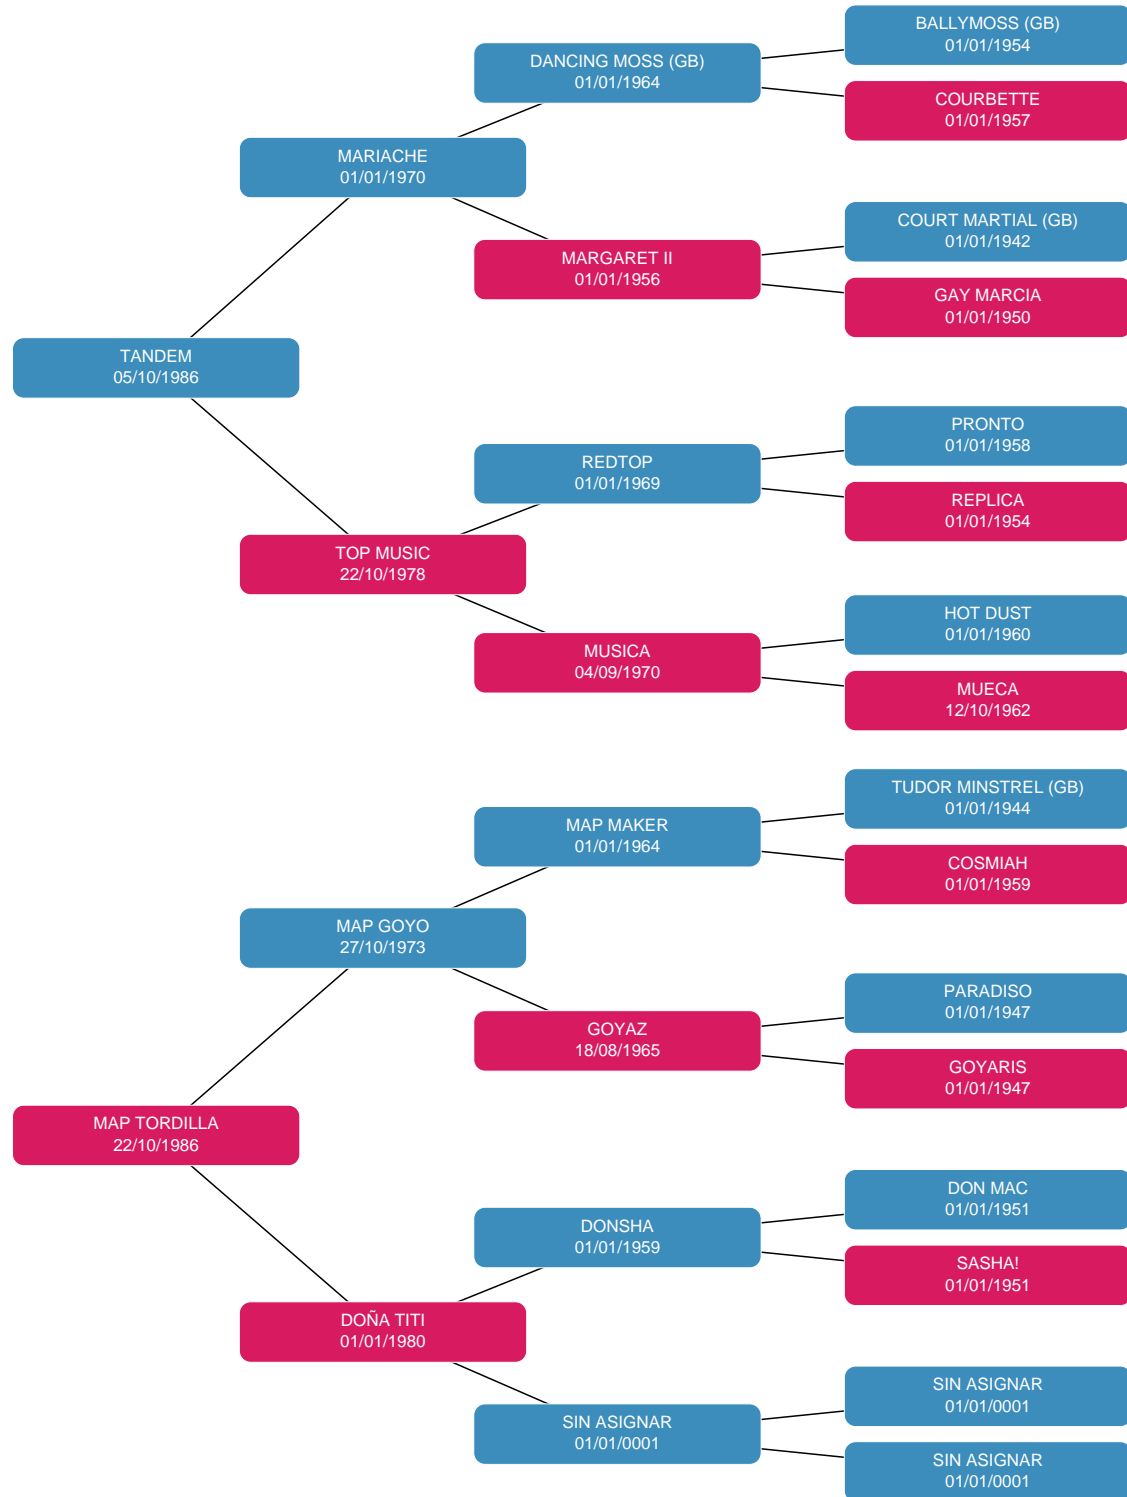 BALLYMOSS (GB)
01/01/1954
DANCING MOSS (GB)
01/01/1964
COURBETTE
01/01/1957
MARIACHE
01/01/1970
COURT MARTIAL (GB)
01/01/1942
MARGARET II
01/01/1956
GAY MARCIA
01/01/1950
TANDEM
05/10/1986
PRONTO
01/01/1958
REDTOP
01/01/1969
REPLICA
01/01/1954
TOP MUSIC
22/10/1978
HOT DUST
01/01/1960
MUSICA
04/09/1970
MUECA
12/10/1962
TUDOR MINSTREL (GB)
01/01/1944
MAP MAKER
01/01/1964
COSMIAH
01/01/1959
MAP GOYO
27/10/1973
PARADISO
01/01/1947
GOYAZ
18/08/1965
GOYARIS
01/01/1947
MAP TORDILLA
22/10/1986
DON MAC
01/01/1951
DONSHA
01/01/1959
SASHA!
01/01/1951
DOÑA TITI
01/01/1980
SIN ASIGNAR
01/01/0001
SIN ASIGNAR
01/01/0001
SIN ASIGNAR
01/01/0001